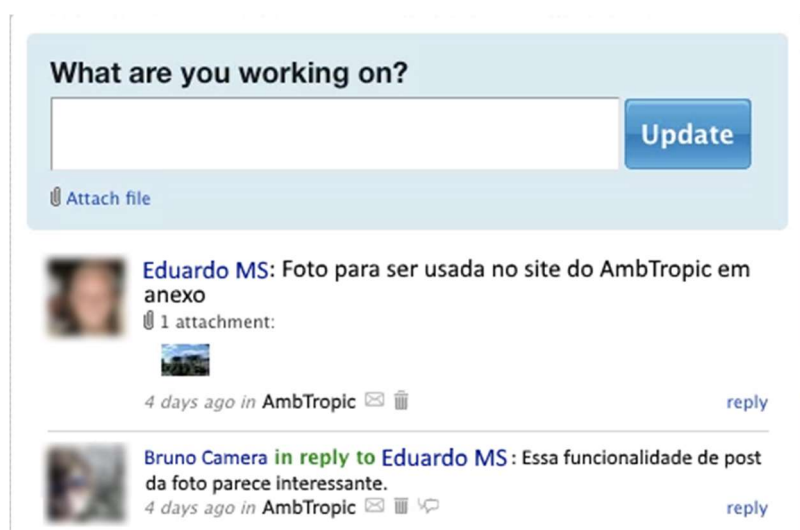 What are you working on?
Update
Attach file
Eduardo MS: Foto para ser usada no site do AmbTropic em
anexo
1 attachment:
4 days ago in AmbTropic
reply
Bruno Camera in reply to Eduardo MS : Essa funcionalidade de post
da foto parece interessante.
4 days ago in AmbTropic
reply